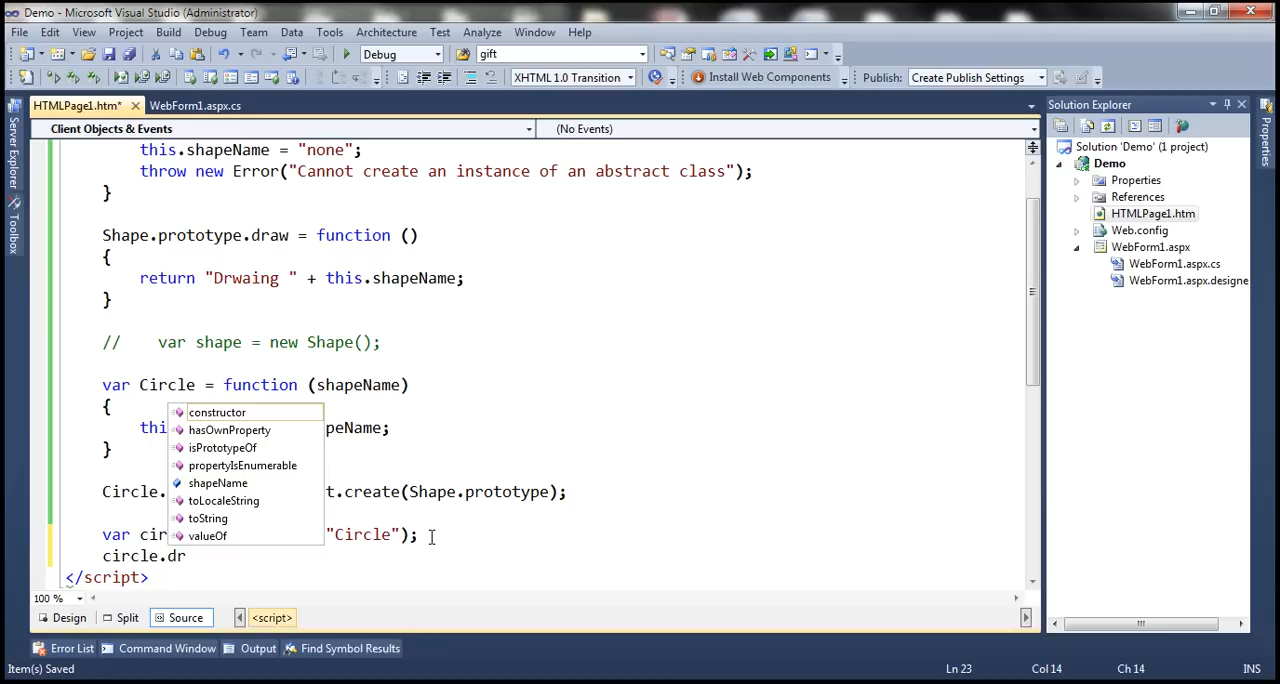 Demo - Microsoft Visual Studio (Administrator)
File Edit View Project Build Debug Team Data Tools Architecture Test Analyze Window Help
Debug gift
XHTML 1.0 Transition Install Web Components Publish: Create Publish Settings
HTMLPage1.htm* WebForm1.aspx.cs
Client Objects & Events (No Events)
Server Explorer
Toolbox
this.shapeName = "none";
throw new Error("Cannot create an instance of an abstract class");
}
Shape.prototype.draw = function ()
{
return "Drwaing " + this.shapeName;
}
// var shape = new Shape();
var Circle = function (shapeName)
{
thi peName;
}
Circle. t.create(Shape.prototype);
var cir "Circle");
circle.dr
</script>
constructor
hasOwnProperty
isPrototypeOf
propertyIsEnumerable
shapeName
toLocaleString
toString
valueOf
100 %
Design Split Source <script>
Solution Explorer
Solution 'Demo' (1 project)
Demo
Properties
References
HTMLPage1.htm
Web.config
WebForm1.aspx
WebForm1.aspx.cs
WebForm1.aspx.designe
Properties
Error List Command Window Output Find Symbol Results
Item(s) Saved Ln 23 Col 14 Ch 14 INS